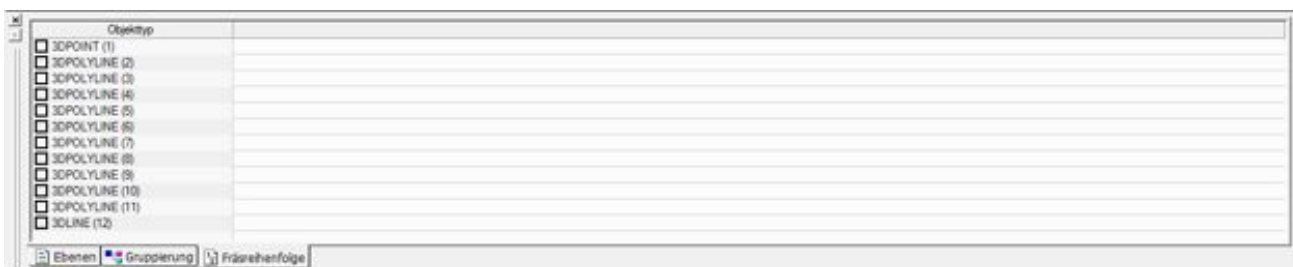 Objekttyp
3DPOINT (1)
3DPOLYLINE (2)
3DPOLYLINE (3)
3DPOLYLINE (4)
3DPOLYLINE (5)
3DPOLYLINE (6)
3DPOLYLINE (7)
3DPOLYLINE (8)
3DPOLYLINE (9)
3DPOLYLINE (10)
3DPOLYLINE (11)
3DLINE (12)
Ebenen Gruppierung Fräsreihenfolge